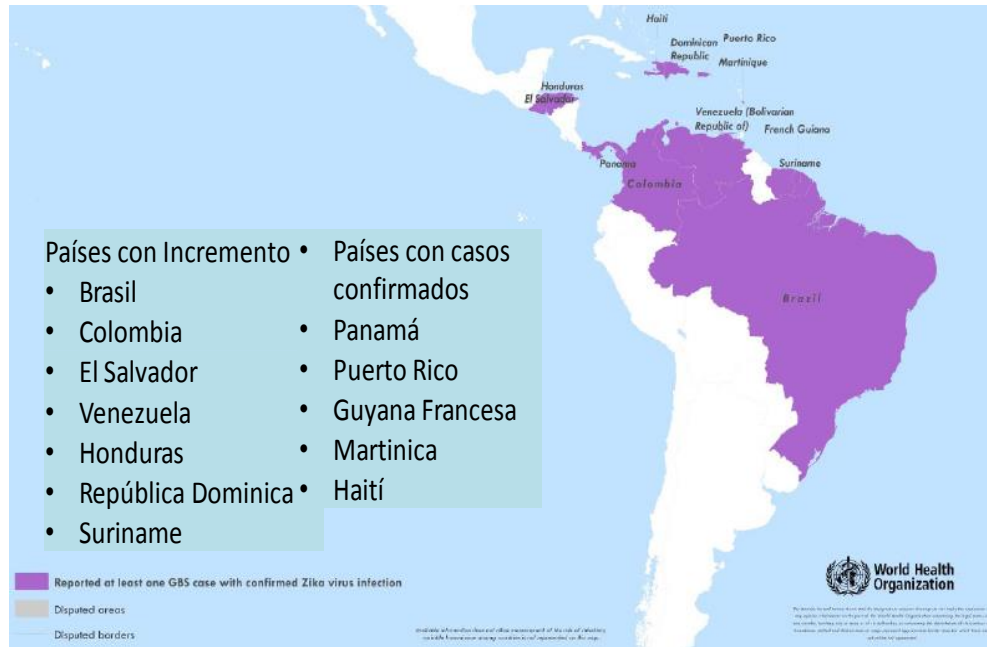 Haiti
Dominican
Republic
Puerto Rico
Martinique
Honduras
El Salvador
Venezuela (Bolivarian
Republic of)
French Guiana
Suriname
Panama
Colombia
Brazil
Países con Incremento
• Brasil
• Colombia
• El Salvador
• Venezuela
• Honduras
• República Dominica
• Suriname
• Países con casos
confirmados
• Panamá
• Puerto Rico
• Guyana Francesa
• Martinica
• Haití
Reported at least one GBS case with confirmed Zika virus infection
Disputed areas
Disputed borders
World Health
Organization